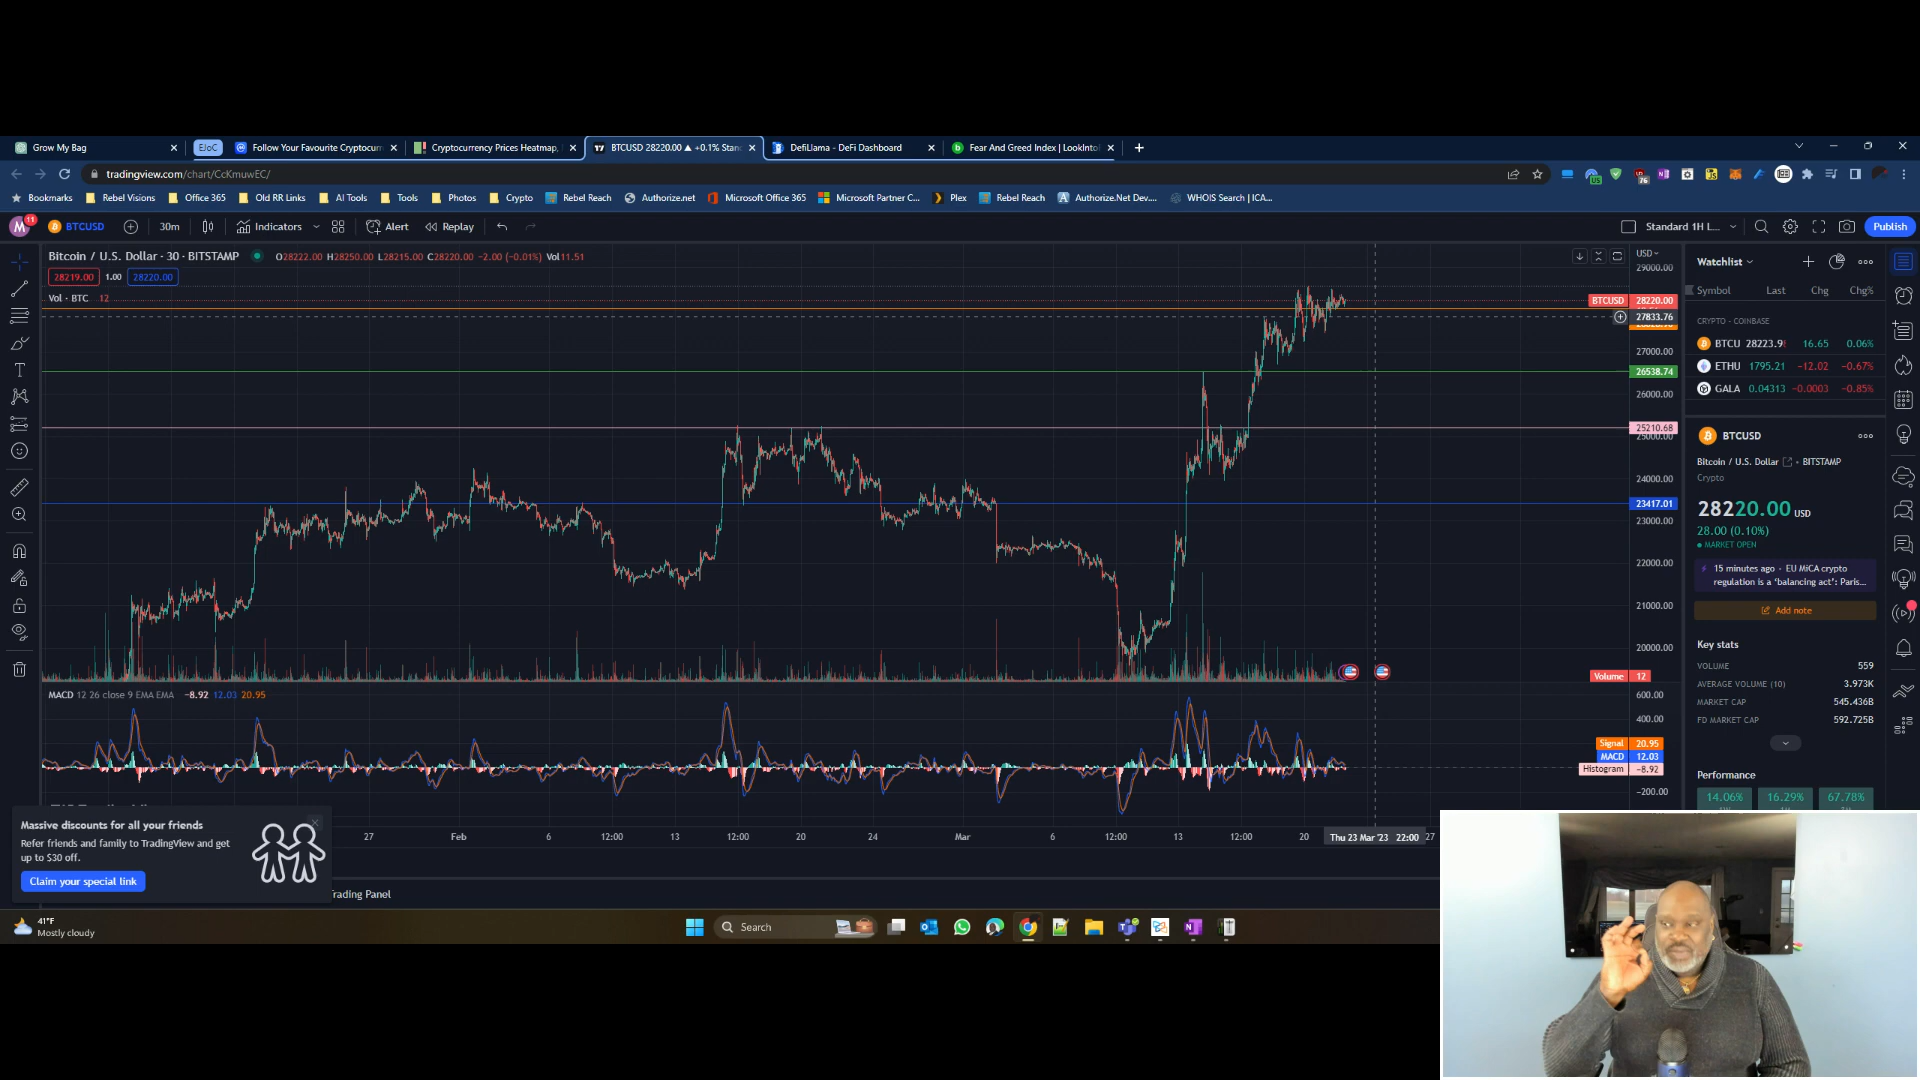 Grow My Bag
EJoC
Follow Your Favourite Cryptocurr
Cryptocurrency Prices Heatmap,
BTCUSD 28220.00 ▲ +0.1% Stan
DefiLlama - DeFi Dashboard
Fear And Greed Index | LookInto
tradingview.com/chart/CcKmuwEC/
Bookmarks
Rebel Visions
Office 365
Old RR Links
AI Tools
Tools
Photos
Crypto
Rebel Reach
Authorize.net
Microsoft Office 365
Microsoft Partner C...
Plex
Rebel Reach
Authorize.Net Dev....
WHOIS Search | ICA...
M
11
BTCUSD
30m
Indicators
Alert
Replay
Standard 1H L...
Publish
Bitcoin / U.S. Dollar · 30 · BITSTAMP
O28222.00 H28250.00 L28215.00 C28220.00 −2.00 (−0.01%) Vol11.51
28219.00
1.00
28220.00
Vol · BTC 12
USD
29000.00
BTCUSD 28220.00
27833.76
27000.00
26538.74
26000.00
25210.68
25000.00
24000.00
23417.01
23000.00
22000.00
21000.00
20000.00
Volume 12
MACD 12 26 close 9 EMA EMA −8.92 12.03 20.95
600.00
400.00
Signal 20.95
MACD 12.03
Histogram −8.92
−200.00
27
Feb
6
12:00
13
12:00
20
24
Mar
6
12:00
13
12:00
20
Thu 23 Mar '23 22:00
27
Massive discounts for all your friends
Refer friends and family to TradingView and get
up to $30 off.
Claim your special link
Trading Panel
Watchlist
Symbol
Last
Chg
Chg%
CRYPTO - COINBASE
BTCU 28223.9 16.65 0.06%
ETHU 1795.21 −12.02 −0.67%
GALA 0.04313 −0.0003 −0.85%
BTCUSD
Bitcoin / U.S. Dollar • BITSTAMP
Crypto
28220.00 USD
28.00 (0.10%)
MARKET OPEN
15 minutes ago • EU MiCA crypto
regulation is a ‘balancing act’: Paris...
Add note
Key stats
VOLUME 559
AVERAGE VOLUME (10) 3.973K
MARKET CAP 545.436B
FD MARKET CAP 592.725B
Performance
14.06%
16.29%
67.78%
41°F
Mostly cloudy
Search